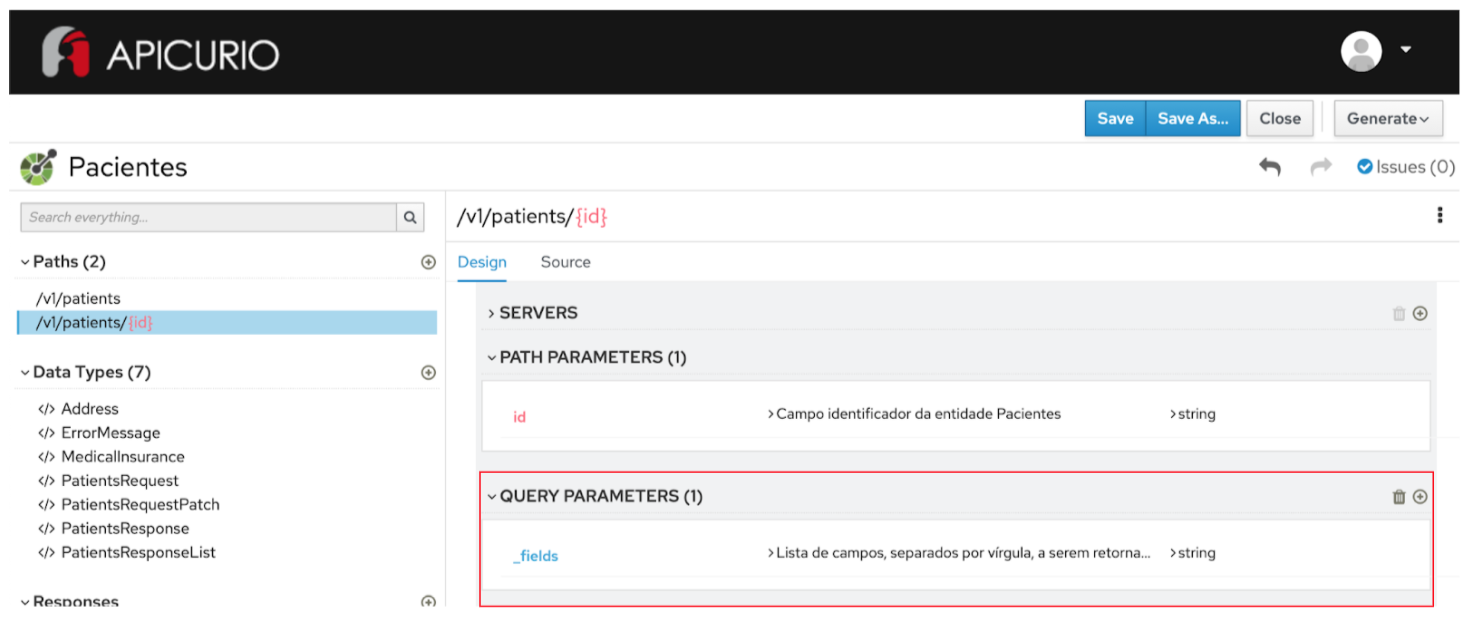 APICURIO
Save Save As... Close Generate
Pacientes
Issues (0)
Search everything...
/v1/patients/{id}
Paths (2)
Design Source
/v1/patients
/v1/patients/{id}
SERVERS
PATH PARAMETERS (1)
Data Types (7)
</> Address
</> ErrorMessage
</> MedicalInsurance
</> PatientsRequest
</> PatientsRequestPatch
</> PatientsResponse
</> PatientsResponseList
id Campo identificador da entidade Pacientes string
QUERY PARAMETERS (1)
_fields Lista de campos, separados por vírgula, a serem retorna... string
Responses